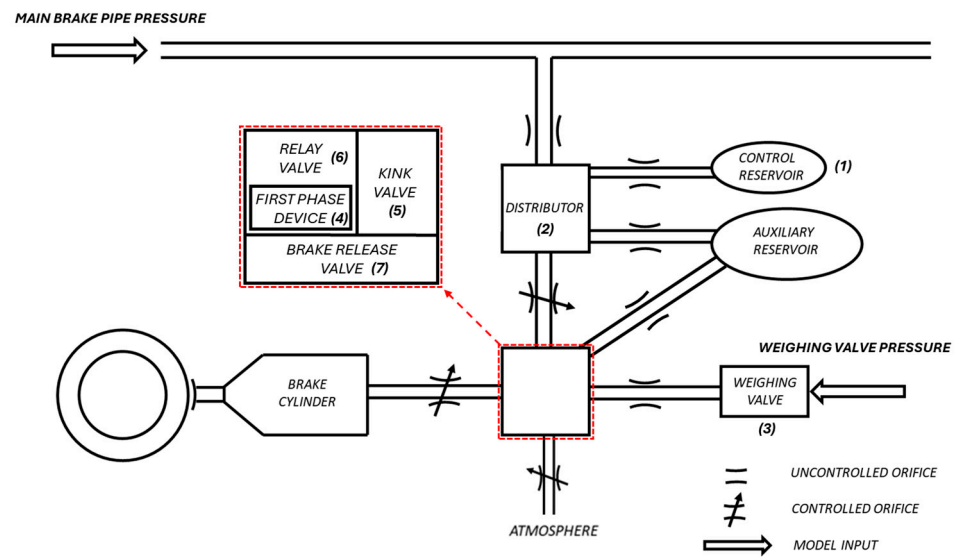 MAIN BRAKE PIPE PRESSURE
RELAY
VALVE (6)
FIRST PHASE
DEVICE (4)
KINK
VALVE
(5)
BRAKE RELEASE
VALVE (7)
DISTRIBUTOR
(2)
CONTROL
RESERVOIR
(1)
AUXILIARY
RESERVOIR
WEIGHING VALVE PRESSURE
BRAKE
CYLINDER
WEIGHING
VALVE
(3)
ATMOSPHERE
UNCONTROLLED ORIFICE
CONTROLLED ORIFICE
MODEL INPUT